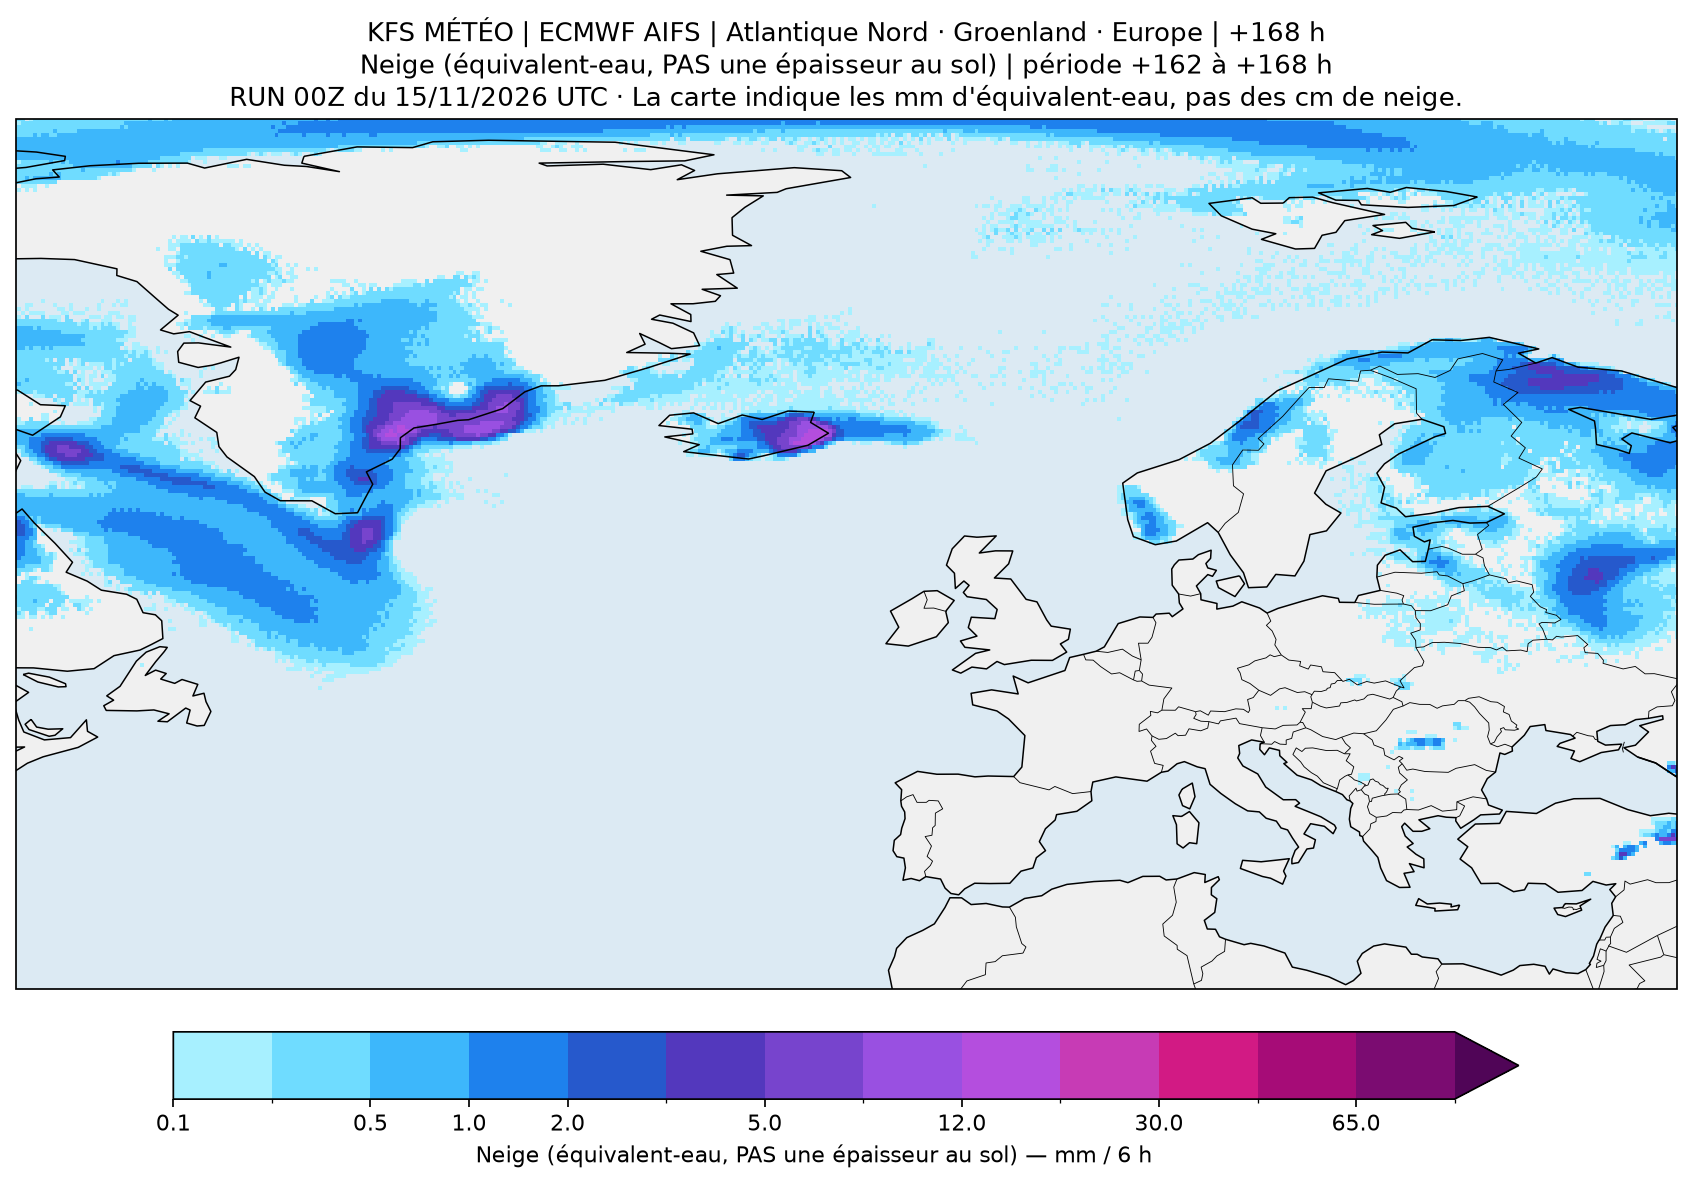 KFS MÉTÉO | ECMWF AIFS | Atlantique Nord · Groenland · Europe | +168 h
Neige (équivalent-eau, PAS une épaisseur au sol) | période +162 à +168 h
RUN 00Z du 15/11/2026 UTC · La carte indique les mm d'équivalent-eau, pas des cm de neige.
0.1 0.5 1.0 2.0 5.0 12.0 30.0 65.0
Neige (équivalent-eau, PAS une épaisseur au sol) — mm / 6 h